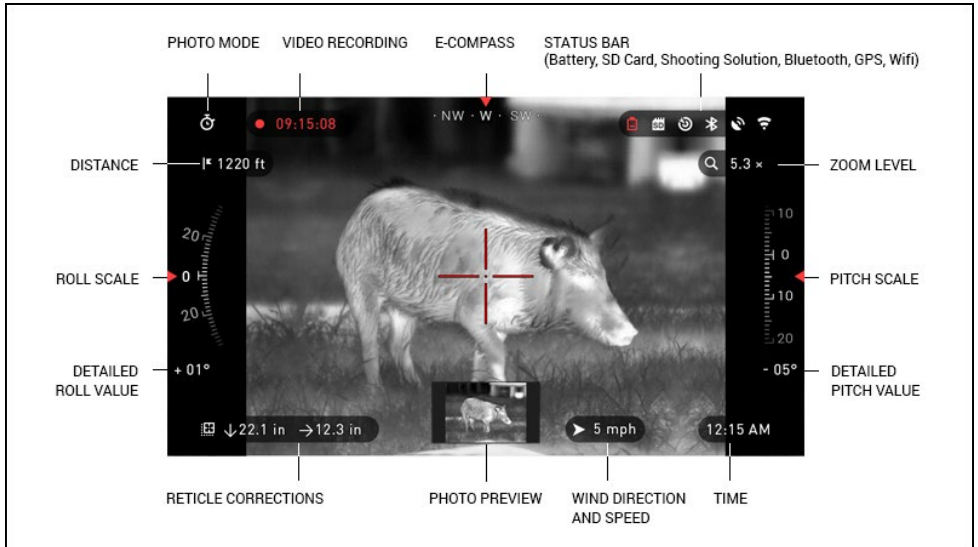 PHOTO MODE
VIDEO RECORDING
E-COMPASS
STATUS BAR
(Battery, SD Card, Shooting Solution, Bluetooth, GPS, Wifi)
09:15:08
· NW · W · SW ·
SD
DISTANCE
1220 ft
5.3 ×
ZOOM LEVEL
20
0
20
ROLL SCALE
10
0
10
20
PITCH SCALE
DETAILED
ROLL VALUE
+ 01°
- 05°
DETAILED
PITCH VALUE
↓22.1 in →12.3 in
5 mph
12:15 AM
RETICLE CORRECTIONS
PHOTO PREVIEW
WIND DIRECTION
AND SPEED
TIME